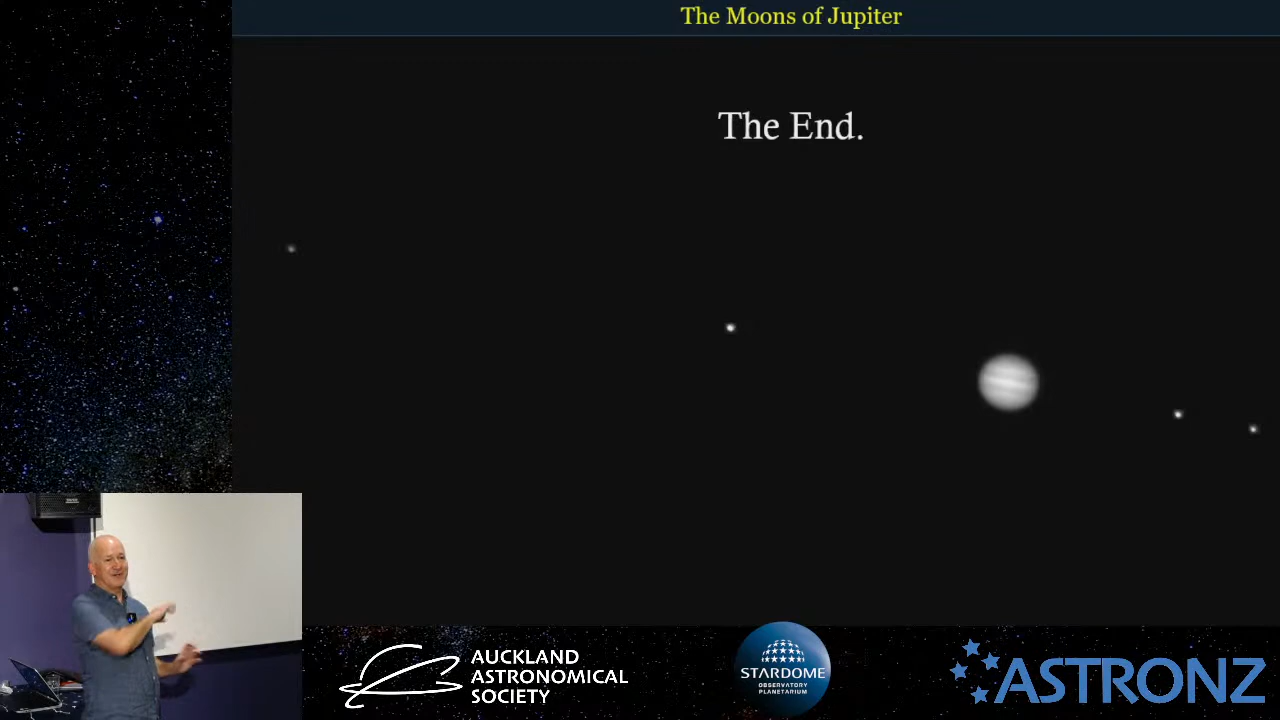 The Moons of Jupiter
The End.
AUCKLAND
ASTRONOMICAL
SOCIETY
STARDOME
OBSERVATORY
PLANETARIUM
ASTRONZ